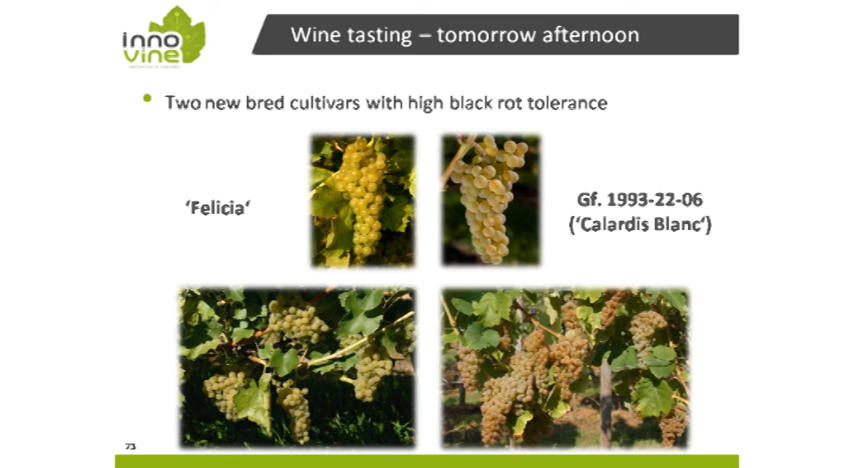 inno
vine
Wine tasting – tomorrow afternoon
• Two new bred cultivars with high black rot tolerance
‘Felicia‘
Gf. 1993-22-06
(‘Calardis Blanc‘)
73